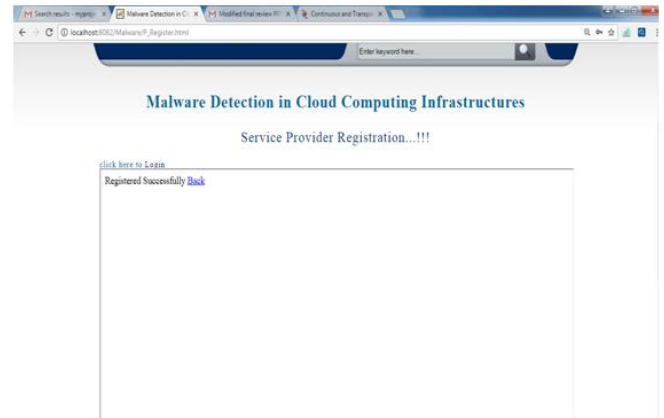 Search results - myproj
Malware Detection in Cl
Modified final review PP
Continuous and Transpa
localhost:8082/Malware/P_Register.html
Enter keyword here...
Malware Detection in Cloud Computing Infrastructures
Service Provider Registration...!!!
click here to Login
Registered Successfully Back